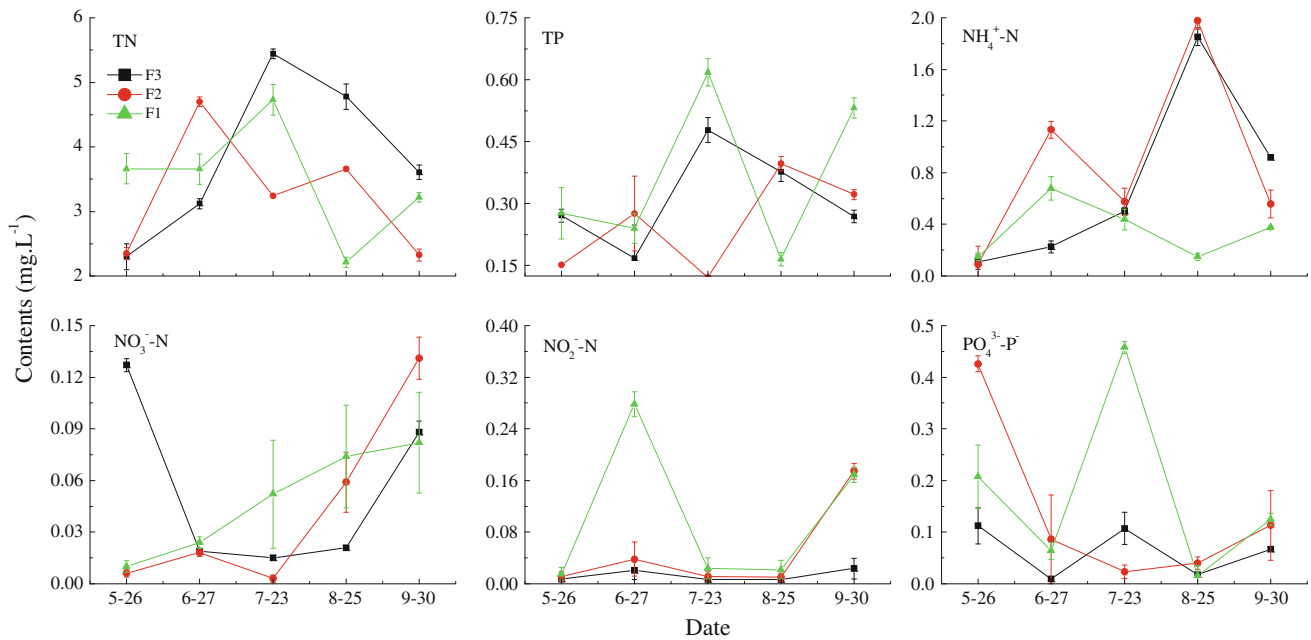 TN
F3
F2
F1
6
5
4
3
2
TP
0.75
0.60
0.45
0.30
0.15
NH₄⁺-N
2.0
1.6
1.2
0.8
0.4
0.0
Contents (mg.L⁻¹)
NO₃⁻-N
0.15
0.12
0.09
0.06
0.03
0.00
5-26 6-27 7-23 8-25 9-30
NO₂⁻-N
0.40
0.32
0.24
0.16
0.08
0.00
5-26 6-27 7-23 8-25 9-30
PO₄³⁻-P⁻
0.5
0.4
0.3
0.2
0.1
0.0
5-26 6-27 7-23 8-25 9-30
Date